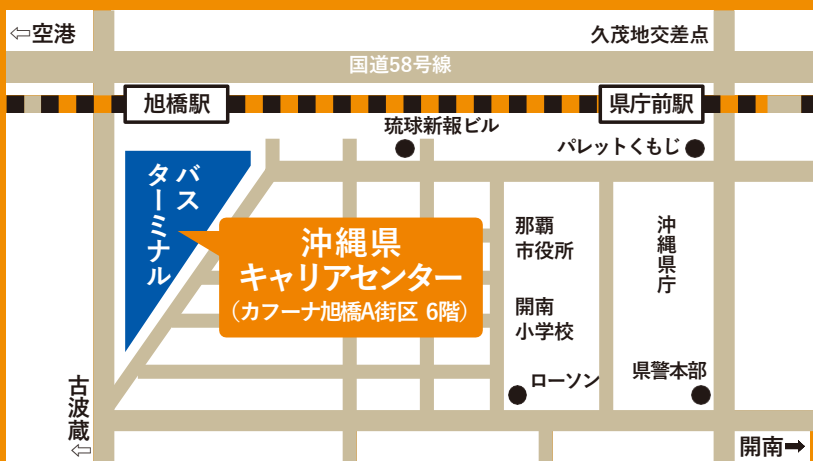 ⇦空港
久茂地交差点
国道58号線
旭橋駅
県庁前駅
琉球新報ビル
パレットくもじ
バス
ターミナル
沖縄県
キャリアセンター
（カフーナ旭橋A街区 6階）
那覇
市役所
沖縄県庁
開南
小学校
ローソン
県警本部
古波蔵
⇦
開南➡